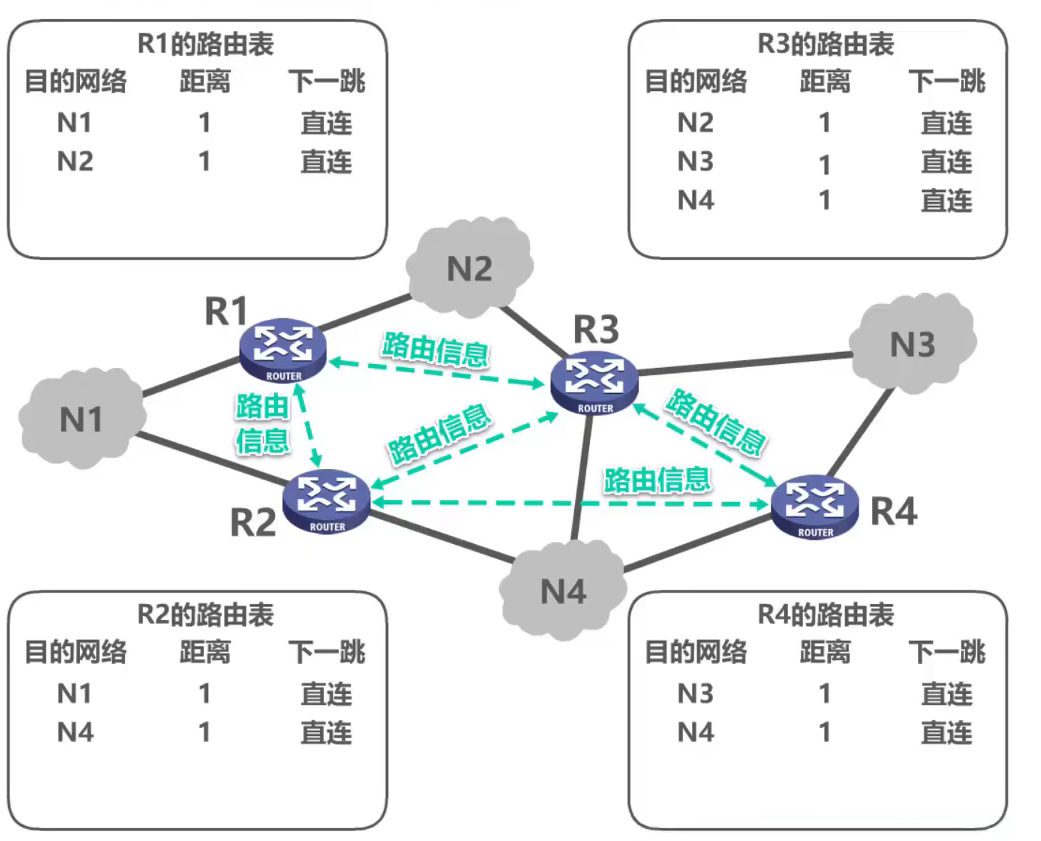 R1的路由表
目的网络 距离 下一跳
N1 1 直连
N2 1 直连
R3的路由表
目的网络 距离 下一跳
N2 1 直连
N3 1 直连
N4 1 直连
N2
R1
R3
N3
路由信息
ROUTER
ROUTER
N1
路由
信息
路由信息
路由信息
路由信息
R2
ROUTER
R4
ROUTER
N4
R2的路由表
目的网络 距离 下一跳
N1 1 直连
N4 1 直连
R4的路由表
目的网络 距离 下一跳
N3 1 直连
N4 1 直连